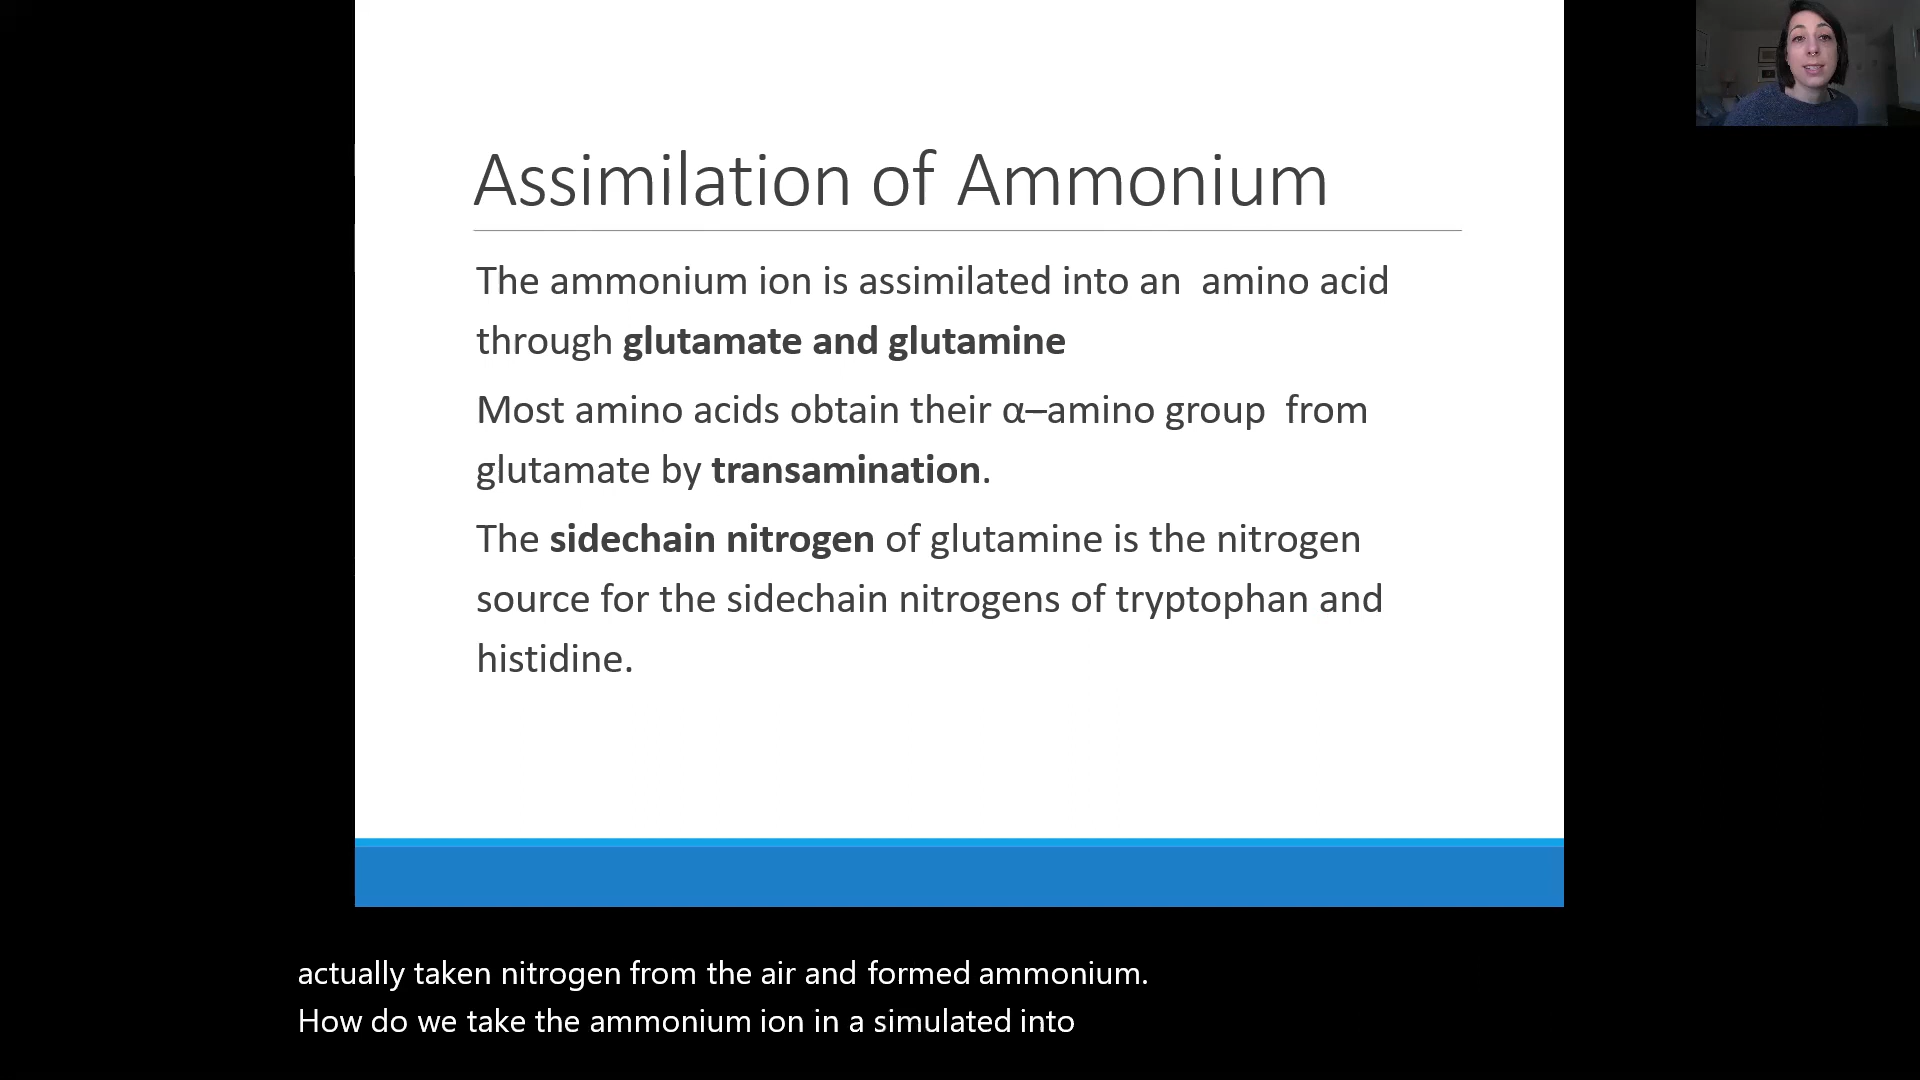 Assimilation of Ammonium
The ammonium ion is assimilated into an  amino acid
through glutamate and glutamine
Most amino acids obtain their α–amino group  from
glutamate by transamination.
The sidechain nitrogen of glutamine is the nitrogen
source for the sidechain nitrogens of tryptophan and
histidine.
actually taken nitrogen from the air and formed ammonium.
How do we take the ammonium ion in a simulated into